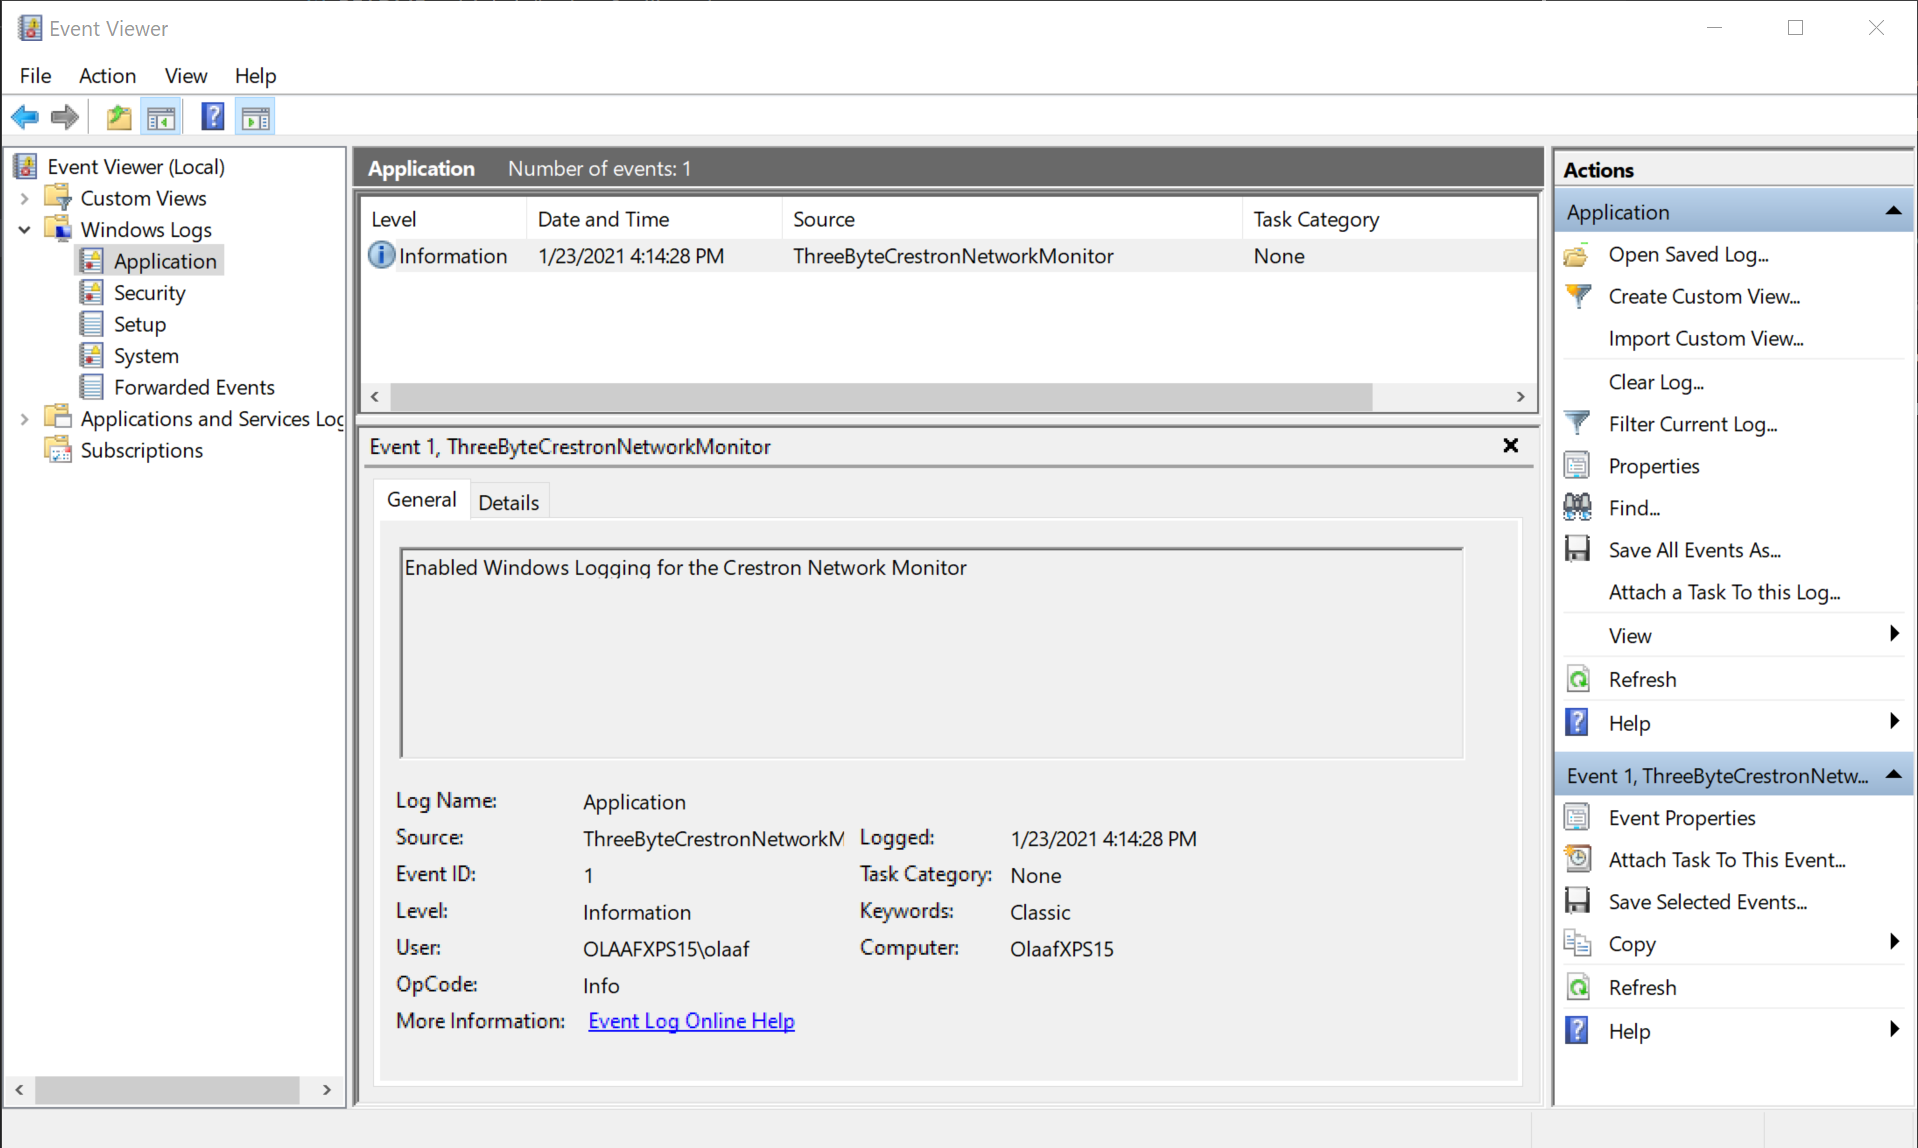 Event Viewer
File Action View Help
Event Viewer (Local)
Custom Views
Windows Logs
Application
Security
Setup
System
Forwarded Events
Applications and Services Log
Subscriptions
Application Number of events: 1
Level Date and Time Source Task Category
Information 1/23/2021 4:14:28 PM ThreeByteCrestronNetworkMonitor None
Event 1, ThreeByteCrestronNetworkMonitor
General Details
Enabled Windows Logging for the Crestron Network Monitor
Log Name: Application
Source: ThreeByteCrestronNetworkM Logged: 1/23/2021 4:14:28 PM
Event ID: 1 Task Category: None
Level: Information Keywords: Classic
User: OLAAFXPS15\olaaf Computer: OlaafXPS15
OpCode: Info
More Information: Event Log Online Help
Actions
Application
Open Saved Log...
Create Custom View...
Import Custom View...
Clear Log...
Filter Current Log...
Properties
Find...
Save All Events As...
Attach a Task To this Log...
View
Refresh
Help
Event 1, ThreeByteCrestronNetw...
Event Properties
Attach Task To This Event...
Save Selected Events...
Copy
Refresh
Help